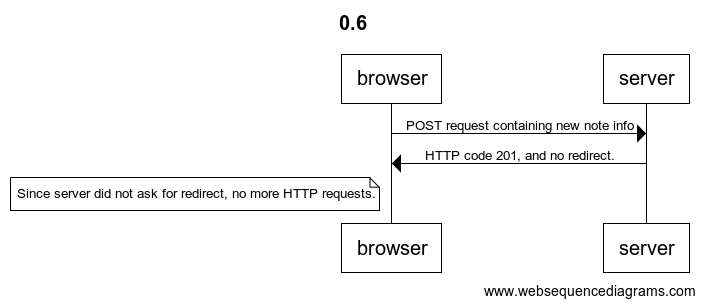 0.6
browser
server
POST request containing new note info
HTTP code 201, and no redirect.
Since server did not ask for redirect, no more HTTP requests.
browser
server
www.websequencediagrams.com